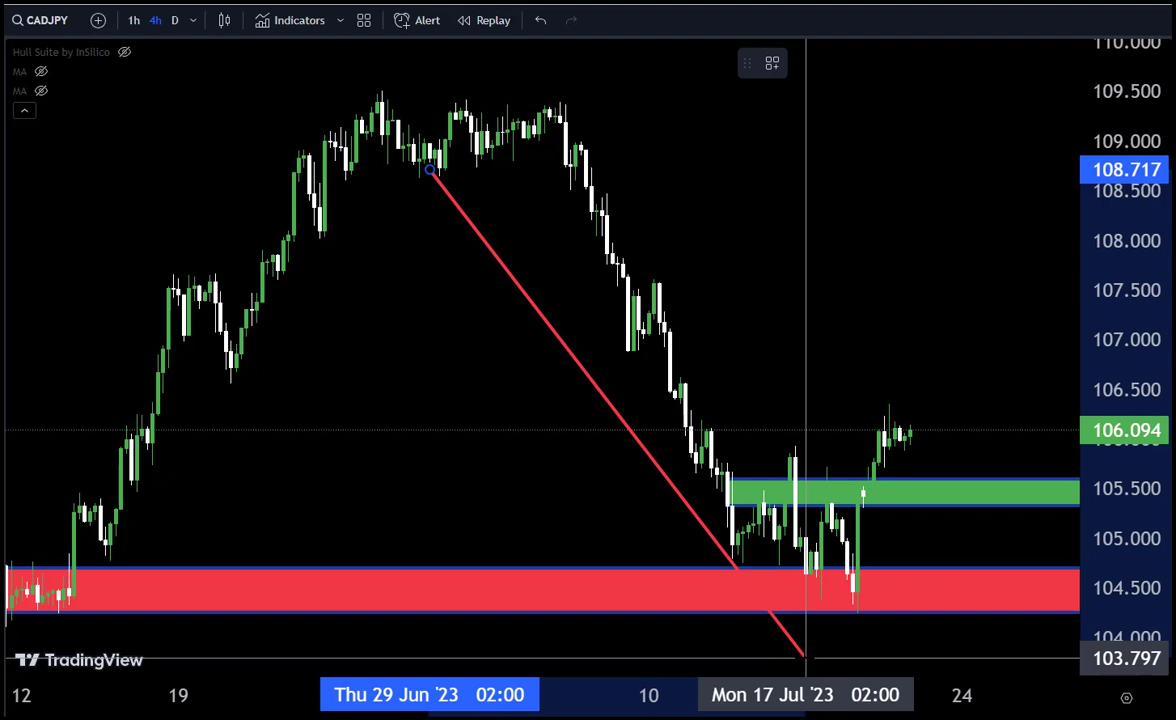 CADJPY 1h 4h D Indicators Alert Replay
Hull Suite by InSilico
MA
MA
110.000
109.500
109.000
108.717
108.500
108.000
107.500
107.000
106.500
106.094
105.500
105.000
104.500
104.000
103.797
TradingView
12 19 Thu 29 Jun '23 02:00 10 Mon 17 Jul '23 02:00 24